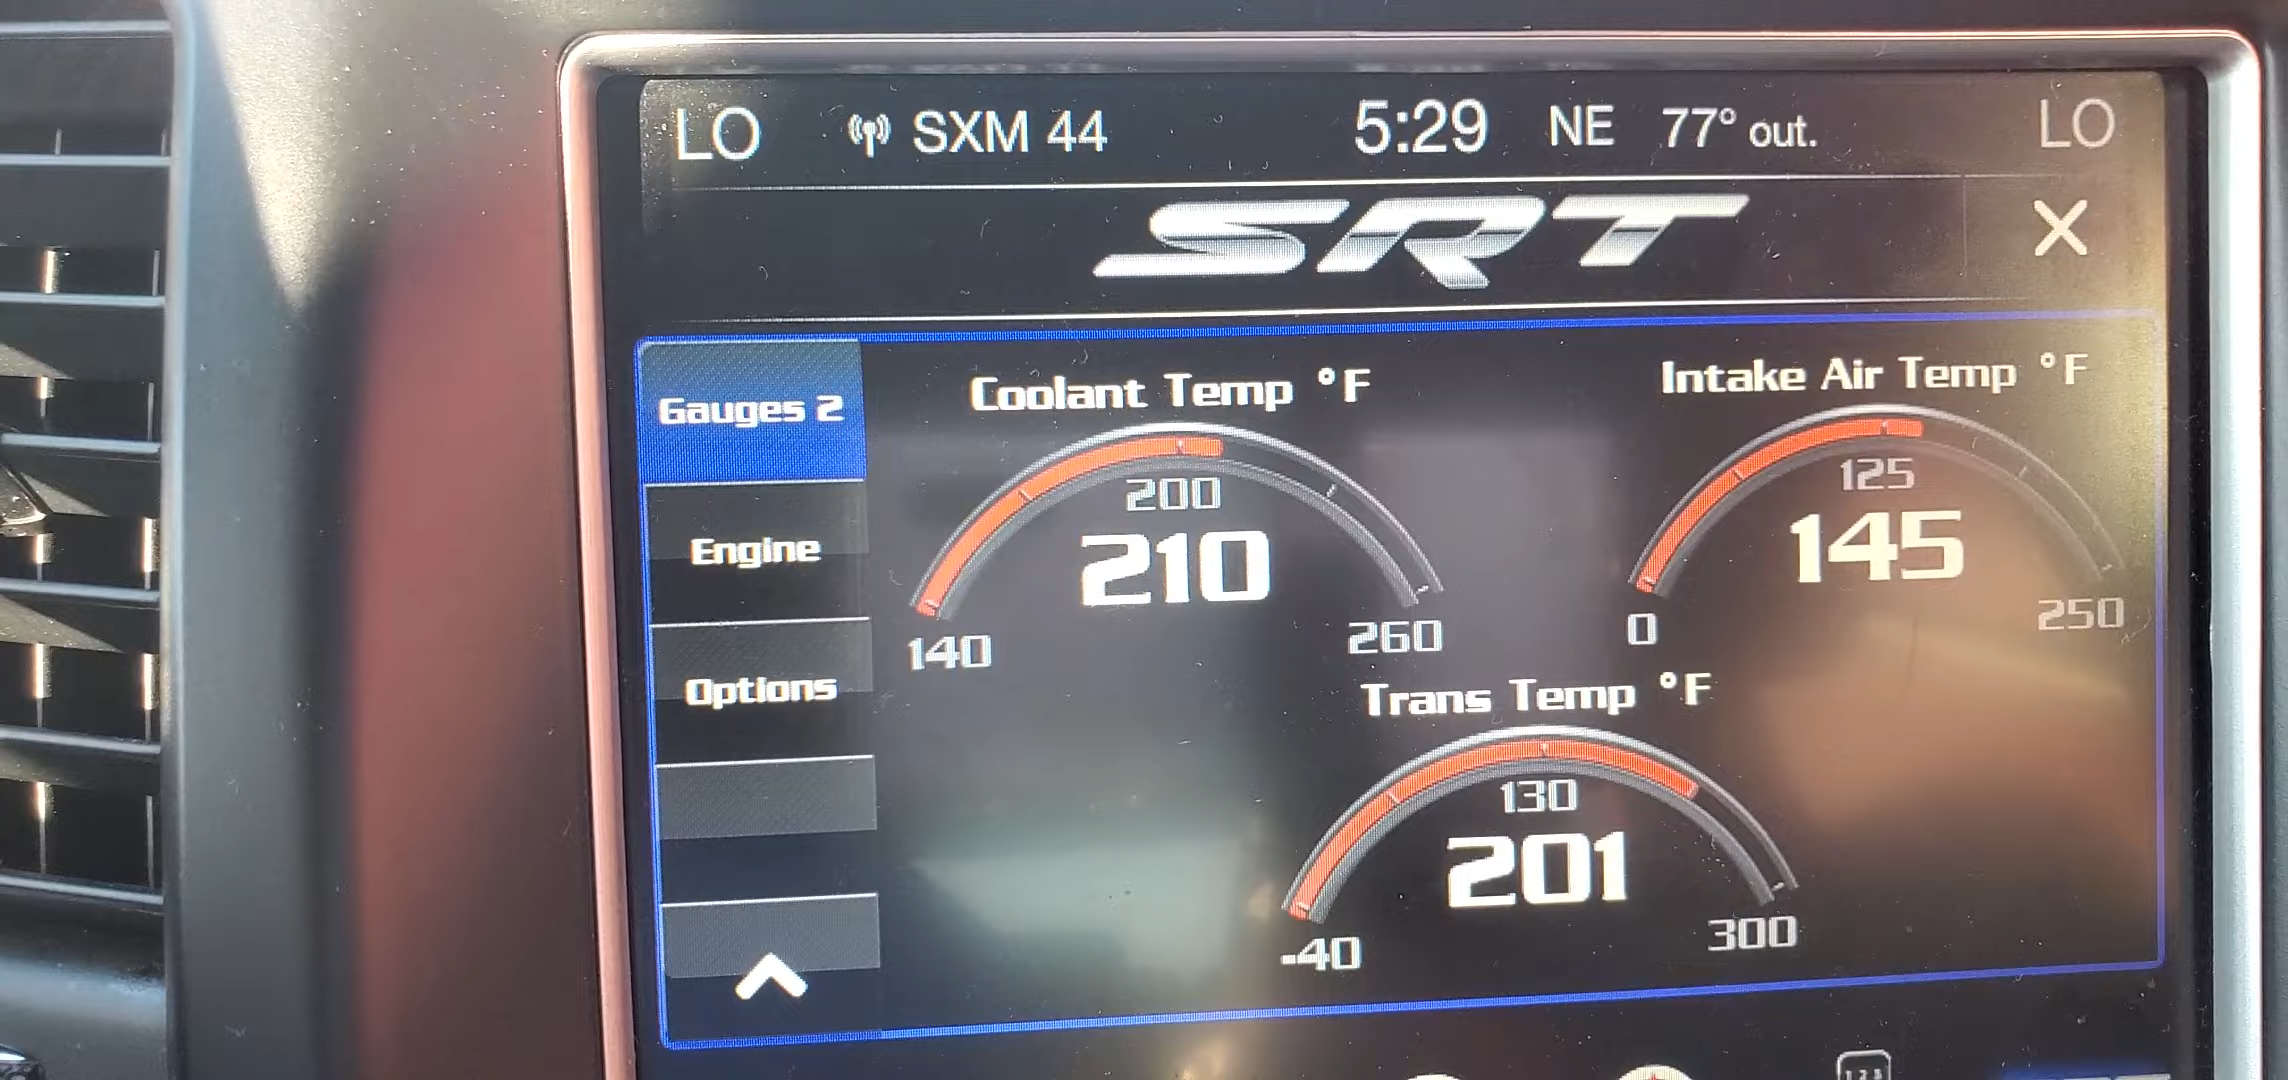 LO SXM 44 5:29 NE 77° out. LO
SRT X
Gauges 2
Engine
Options
Coolant Temp °F
200
210
140 260
Intake Air Temp °F
125
145
0 250
Trans Temp °F
130
201
-40 300
123